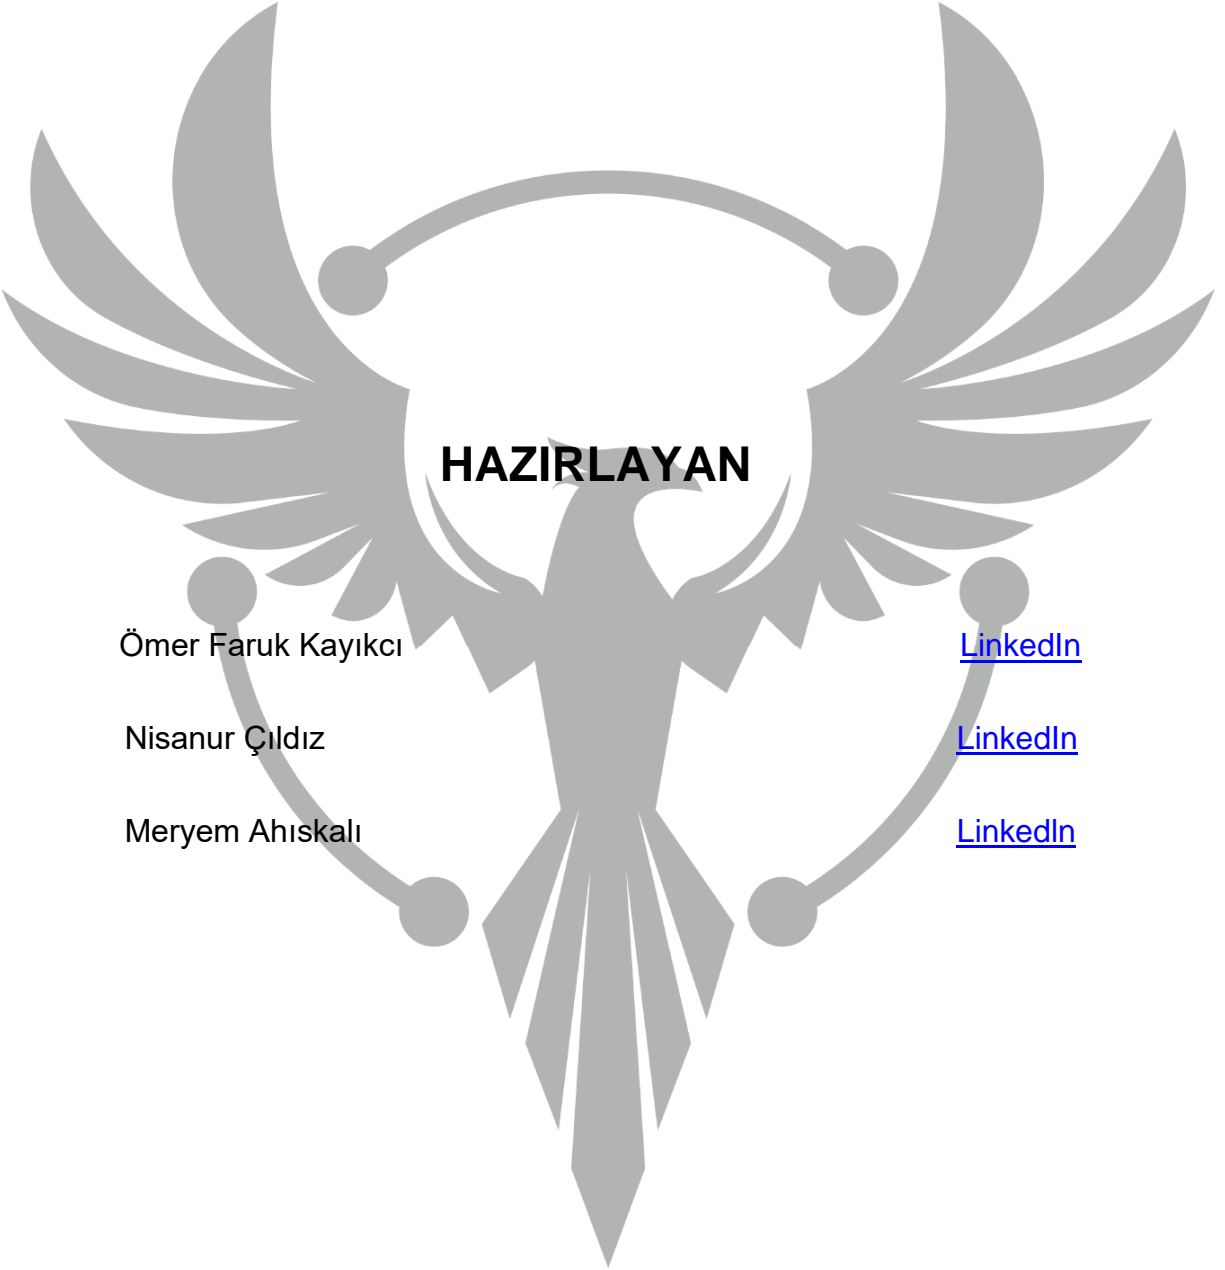 HAZIRLAYAN
Ömer Faruk Kayıkcı LinkedIn
Nisanur Çıldız LinkedIn
Meryem Ahıskalı LinkedIn